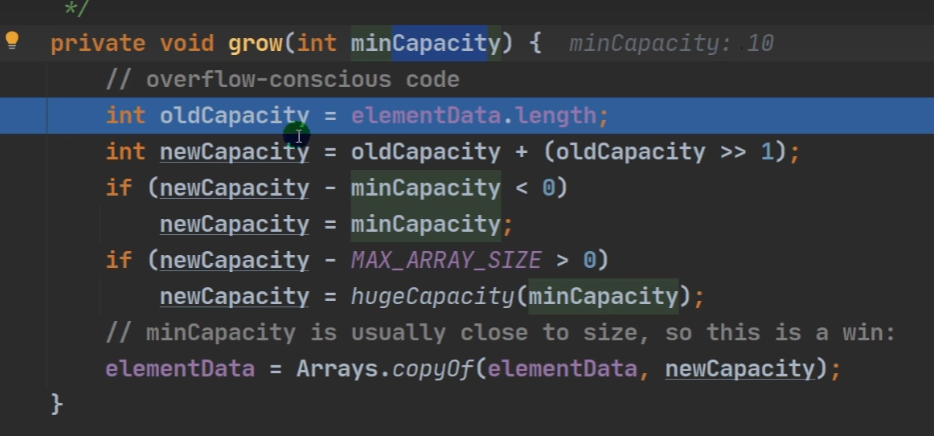 */
private void grow(int minCapacity) {  minCapacity: 10
    // overflow-conscious code
    int oldCapacity = elementData.length;
    int newCapacity = oldCapacity + (oldCapacity >> 1);
    if (newCapacity - minCapacity < 0)
        newCapacity = minCapacity;
    if (newCapacity - MAX_ARRAY_SIZE > 0)
        newCapacity = hugeCapacity(minCapacity);
    // minCapacity is usually close to size, so this is a win:
    elementData = Arrays.copyOf(elementData, newCapacity);
}